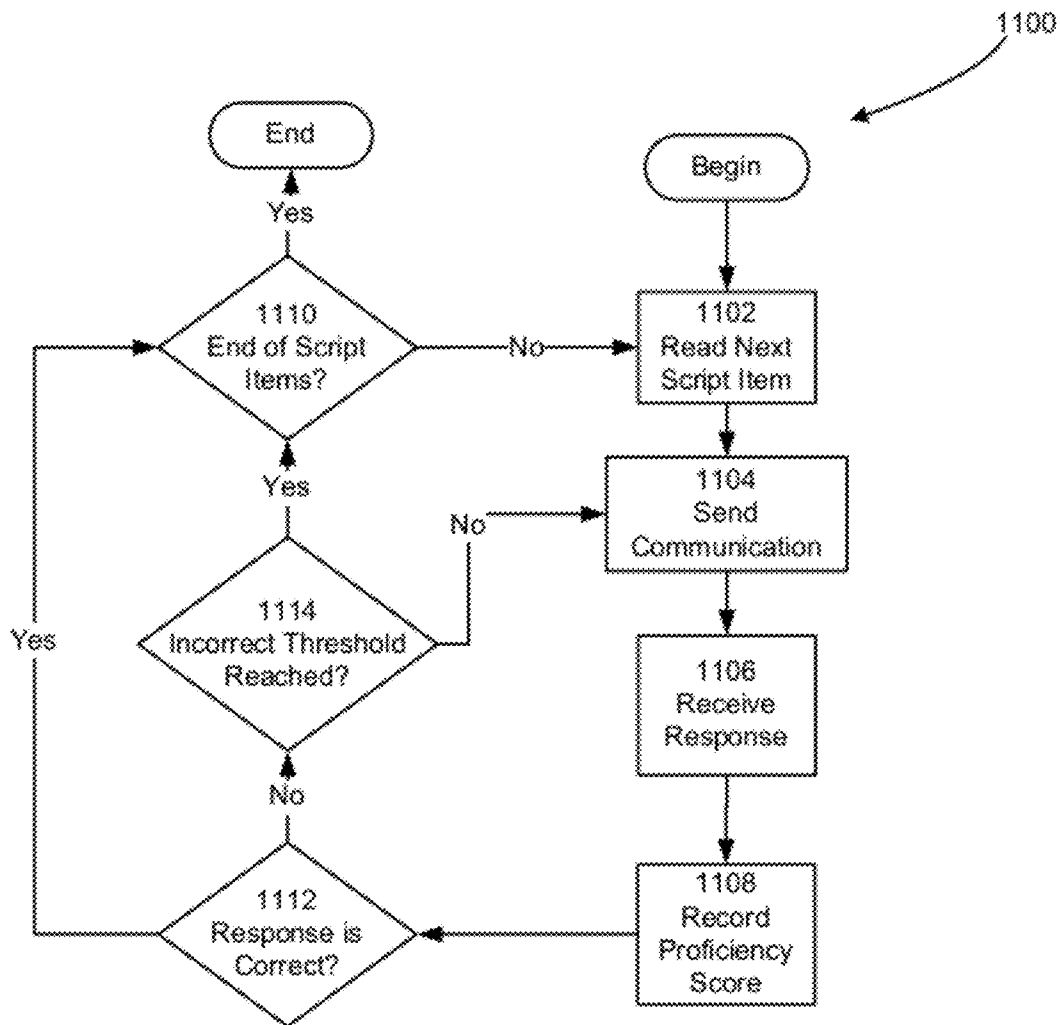 1100
End
Begin
Yes
1110
End of Script
Items?
No
1102
Read Next
Script Item
Yes
1104
Send
Communication
No
1114
Incorrect Threshold
Reached?
Yes
1106
Receive
Response
No
1112
Response is
Correct?
1108
Record
Proficiency
Score